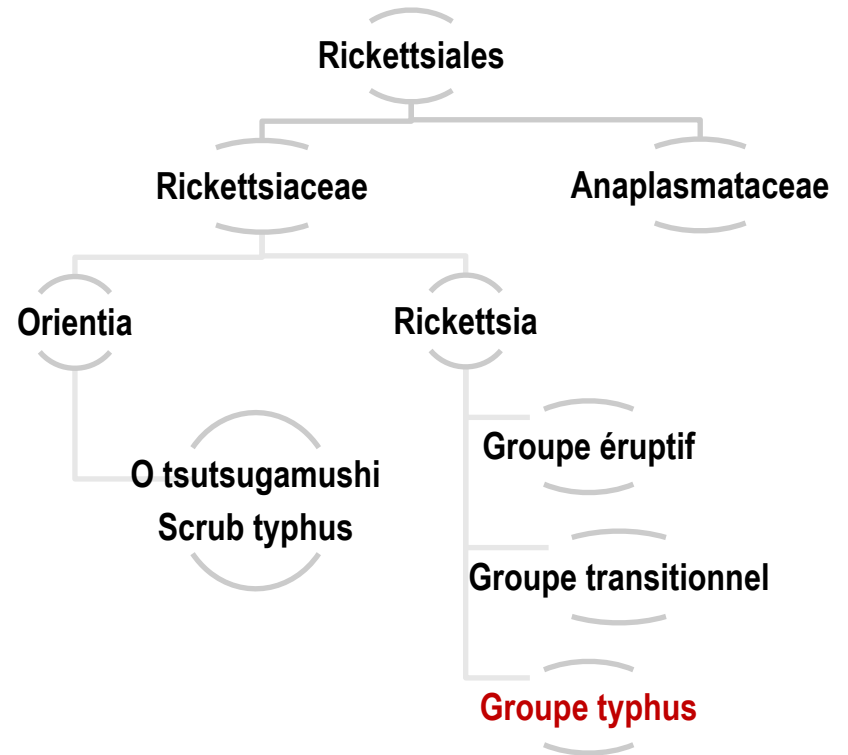 Rickettsiales
Rickettsiaceae
Anaplasmataceae
Orientia
Rickettsia
O tsutsugamushi
Scrub typhus
Groupe éruptif
Groupe transitionnel
Groupe typhus